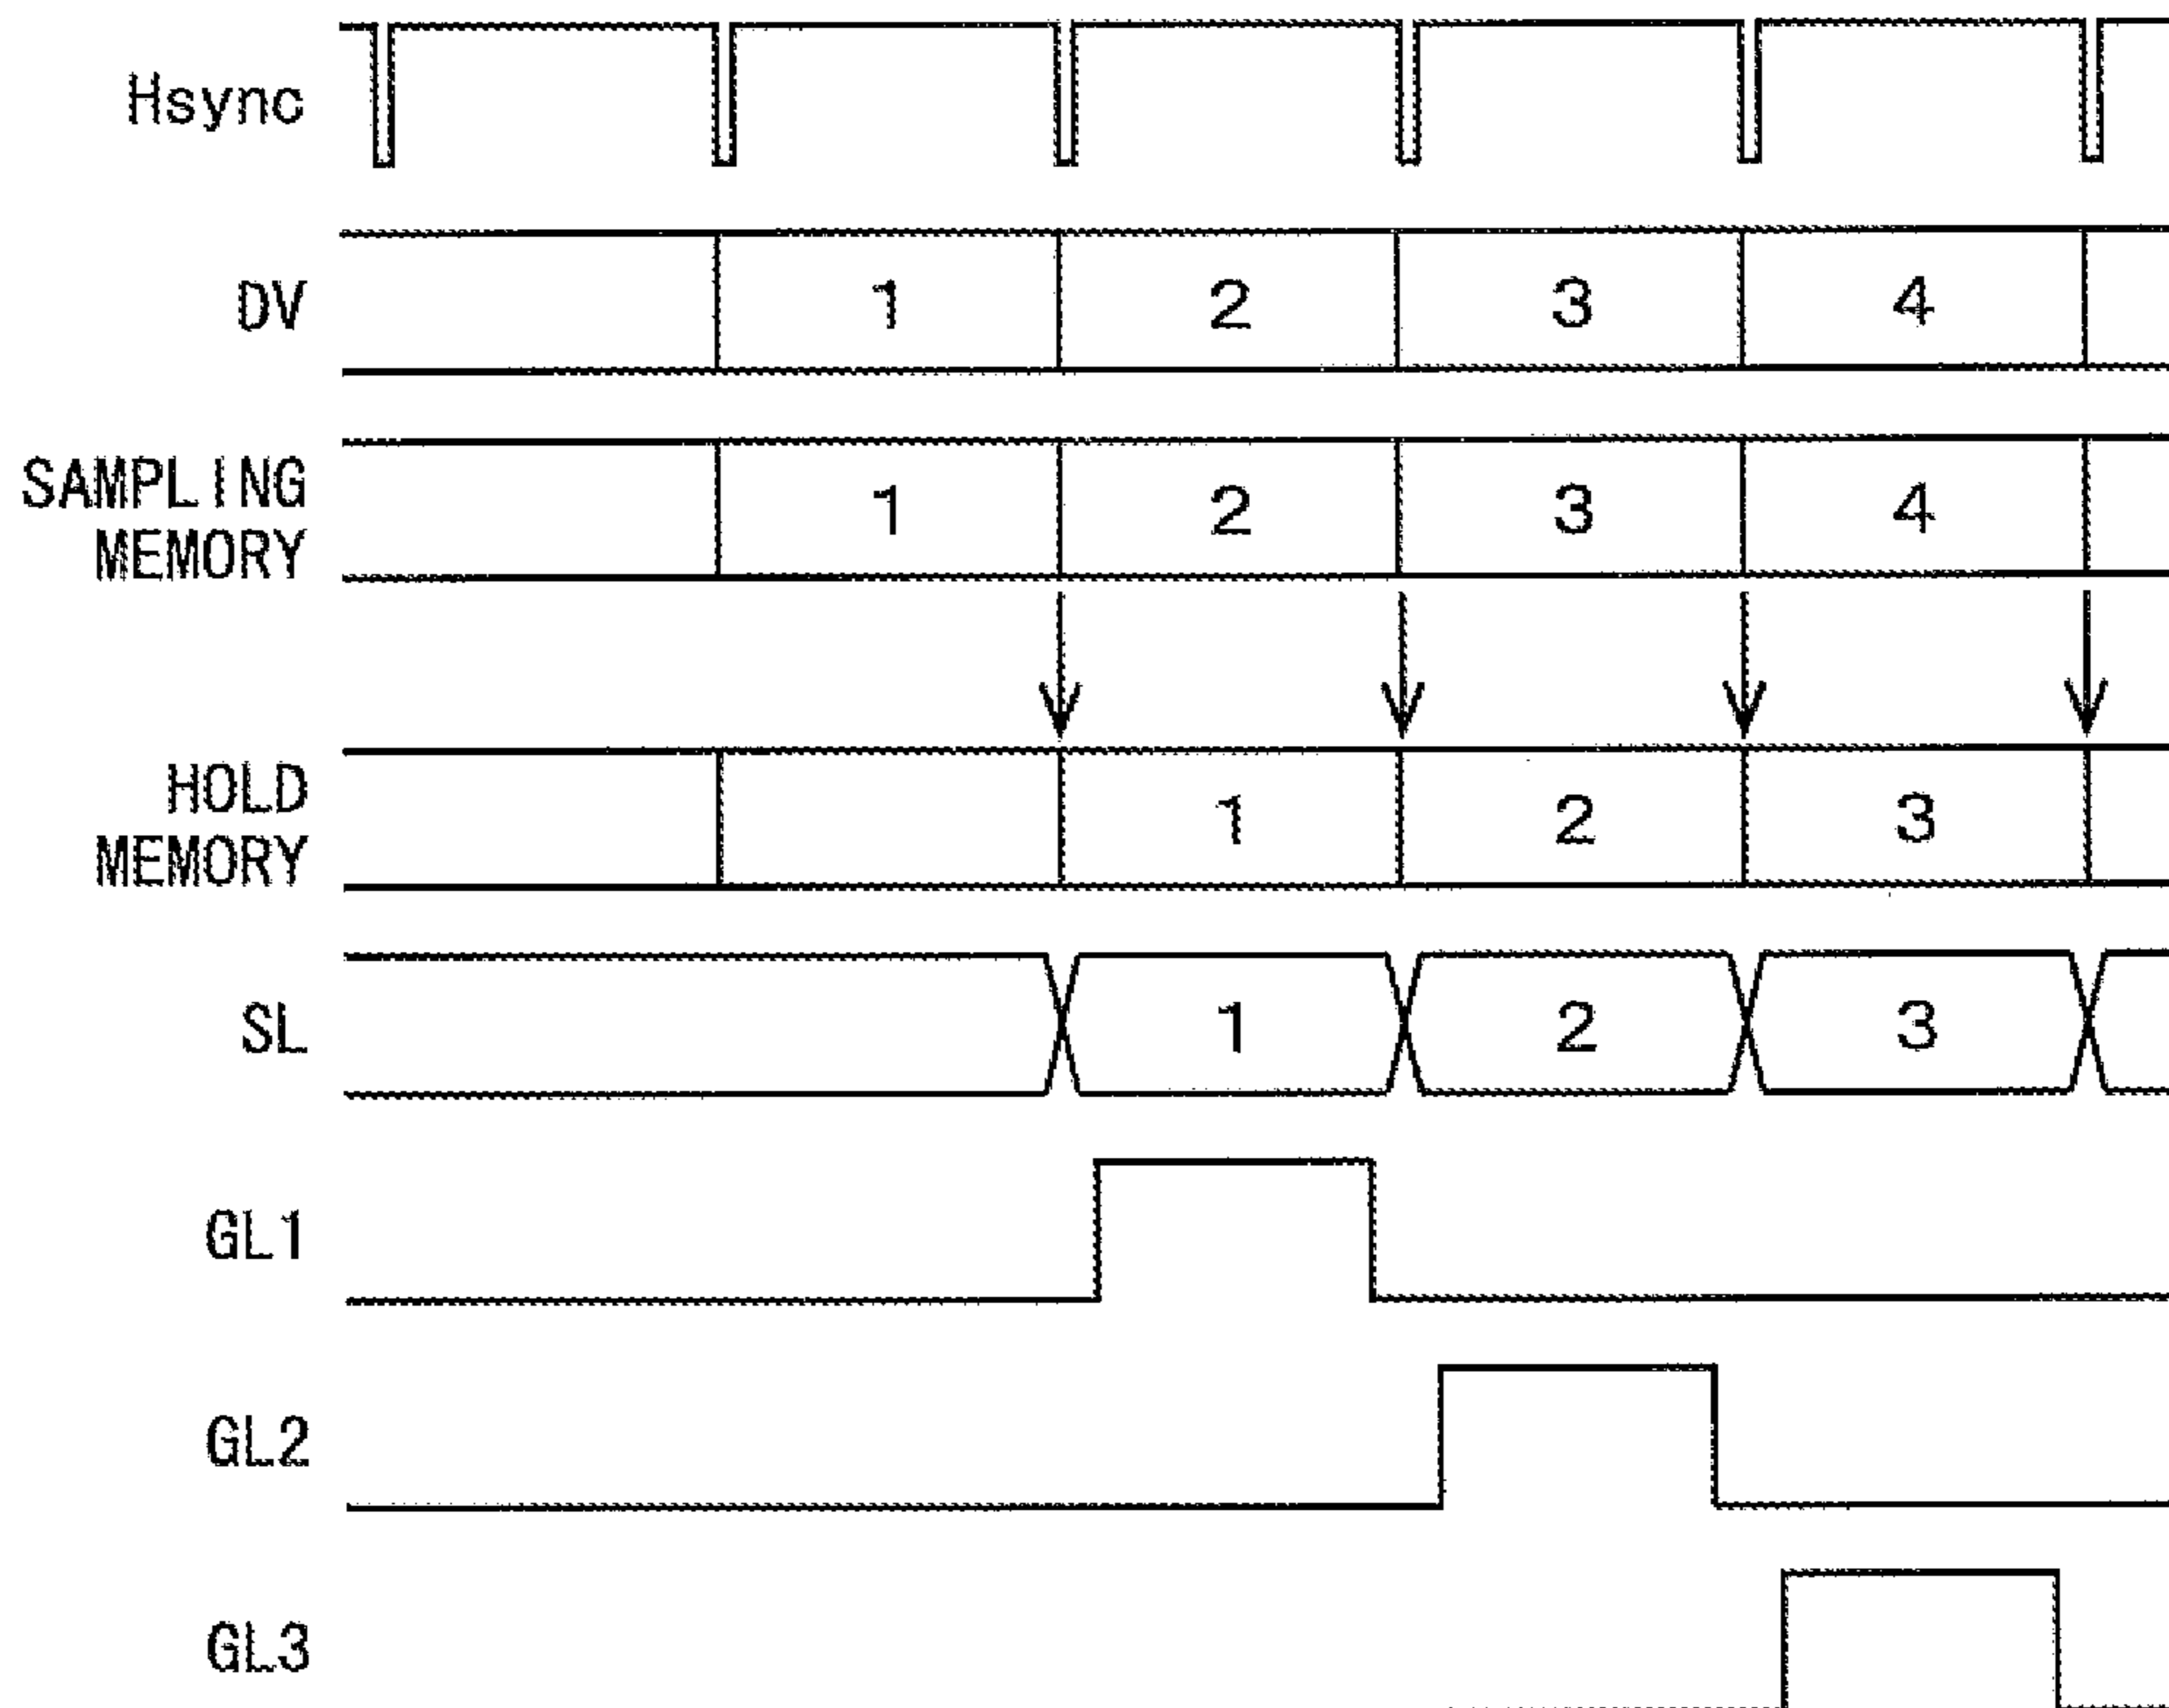 Hsync
DV 1 2 3 4
SAMPLING
MEMORY
1 2 3 4
HOLD
MEMORY
1 2 3
SL 1 2 3
GL1
GL2
GL3